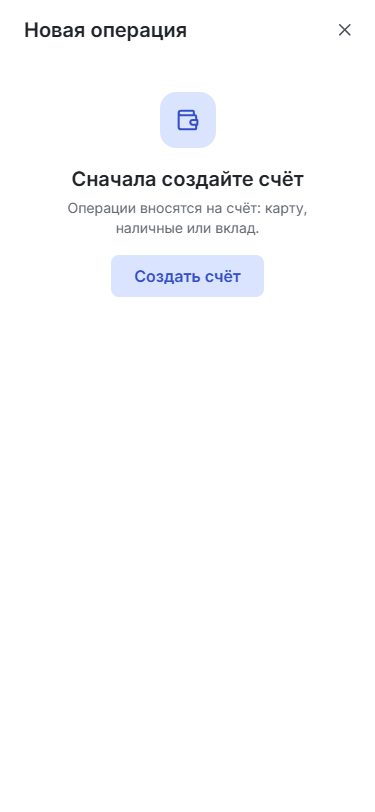 Новая операция
Сначала создайте счёт
Операции вносятся на счёт: карту,
наличные или вклад.
Создать счёт